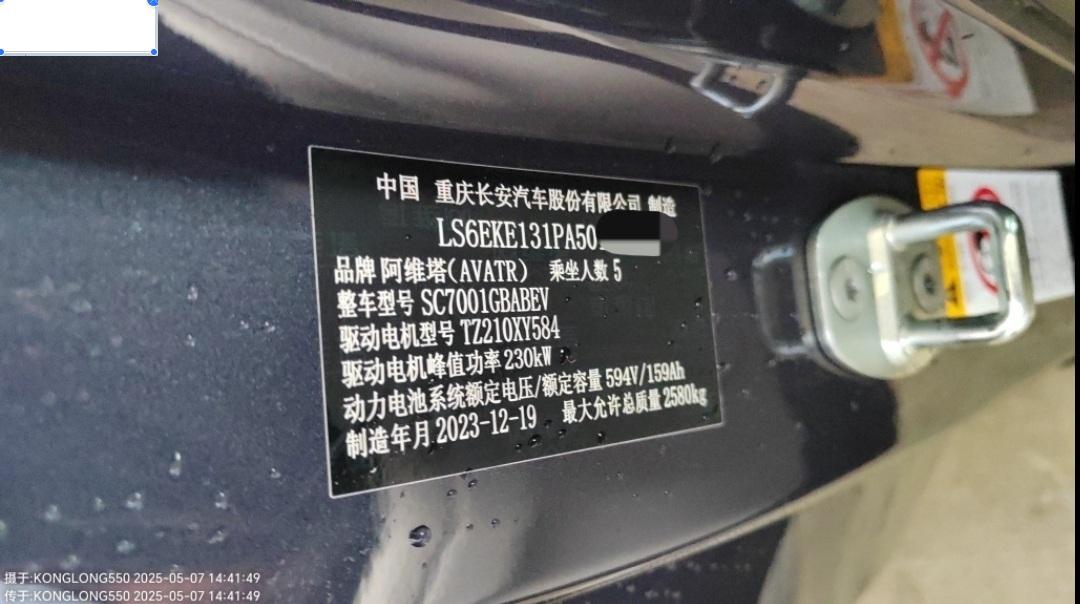 中国 重庆长安汽车股份有限公司 制造
LS6EKE131PA50
品牌 阿维塔(AVATR) 乘坐人数 5
整车型号 SC7001GBABEV
驱动电机型号 TZ210XY584
驱动电机峰值功率 230kW
动力电池系统额定电压/额定容量 594V/159Ah
制造年月 2023-12-19 最大允许总质量 2580kg
摄于:KONGLONG550 2025-05-07 14:41:49
传于:KONGLONG550 2025-05-07 14:41:49